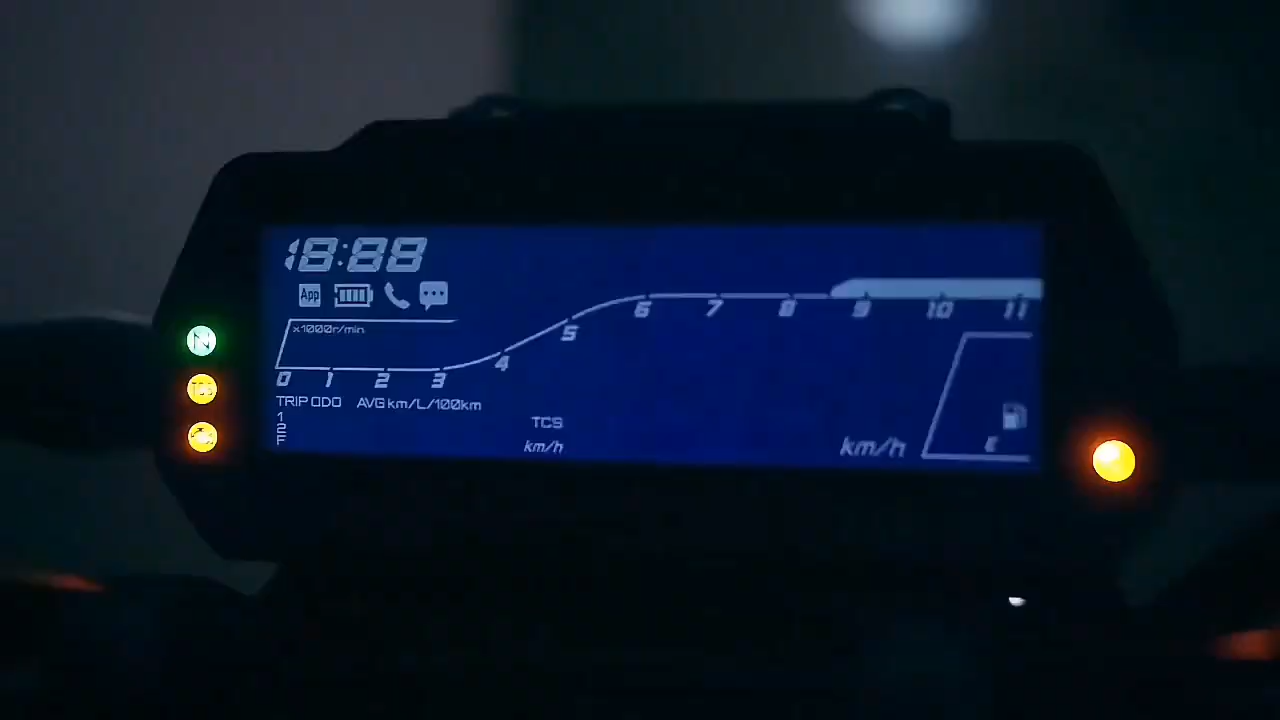 18:88
App
x1000r/min
0 1 2 3 4 5 6 7 8 9 10 11
N
TCS
TRIP ODO AVG km/L/100km
1
2
F
TCS
km/h
km/h
E